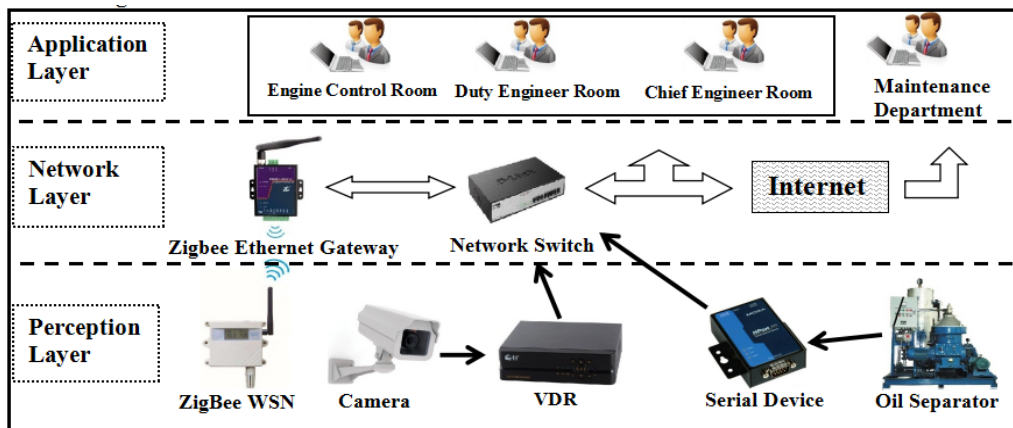 Application
Layer
Engine Control Room
Duty Engineer Room
Chief Engineer Room
Maintenance
Department
Network
Layer
Internet
D-Link
Zigbee Ethernet Gateway
Network Switch
Perception
Layer
ZigBee WSN
Camera
VDR
Serial Device
Oil Separator